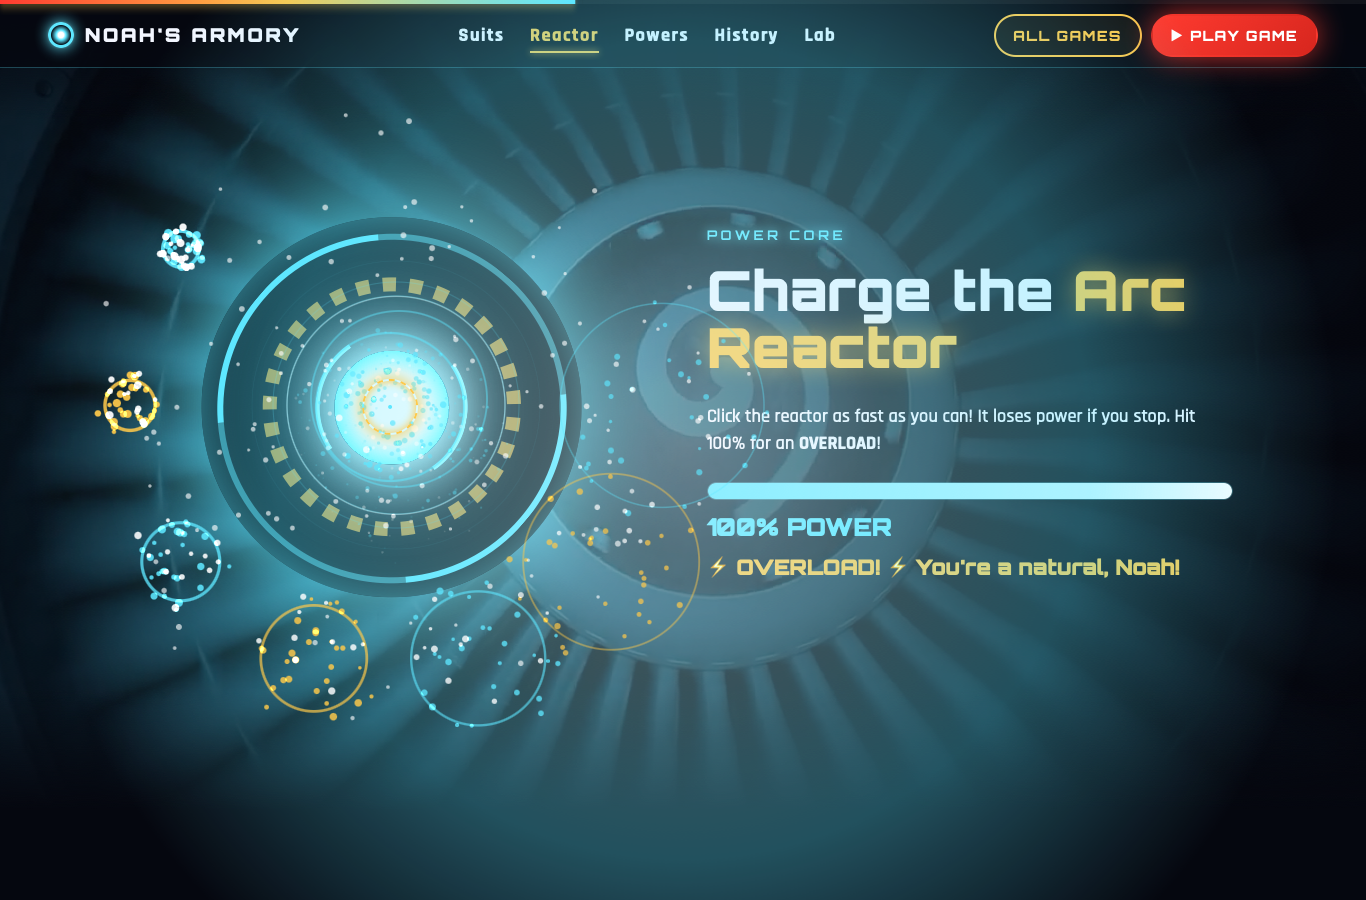 NOAH'S ARMORY
Suits
Reactor
Powers
History
Lab
ALL GAMES
▶ PLAY GAME
POWER CORE
Charge the Arc
Reactor
Click the reactor as fast as you can! It loses power if you stop. Hit
100% for an OVERLOAD!
100% POWER
⚡ OVERLOAD! ⚡ You're a natural, Noah!